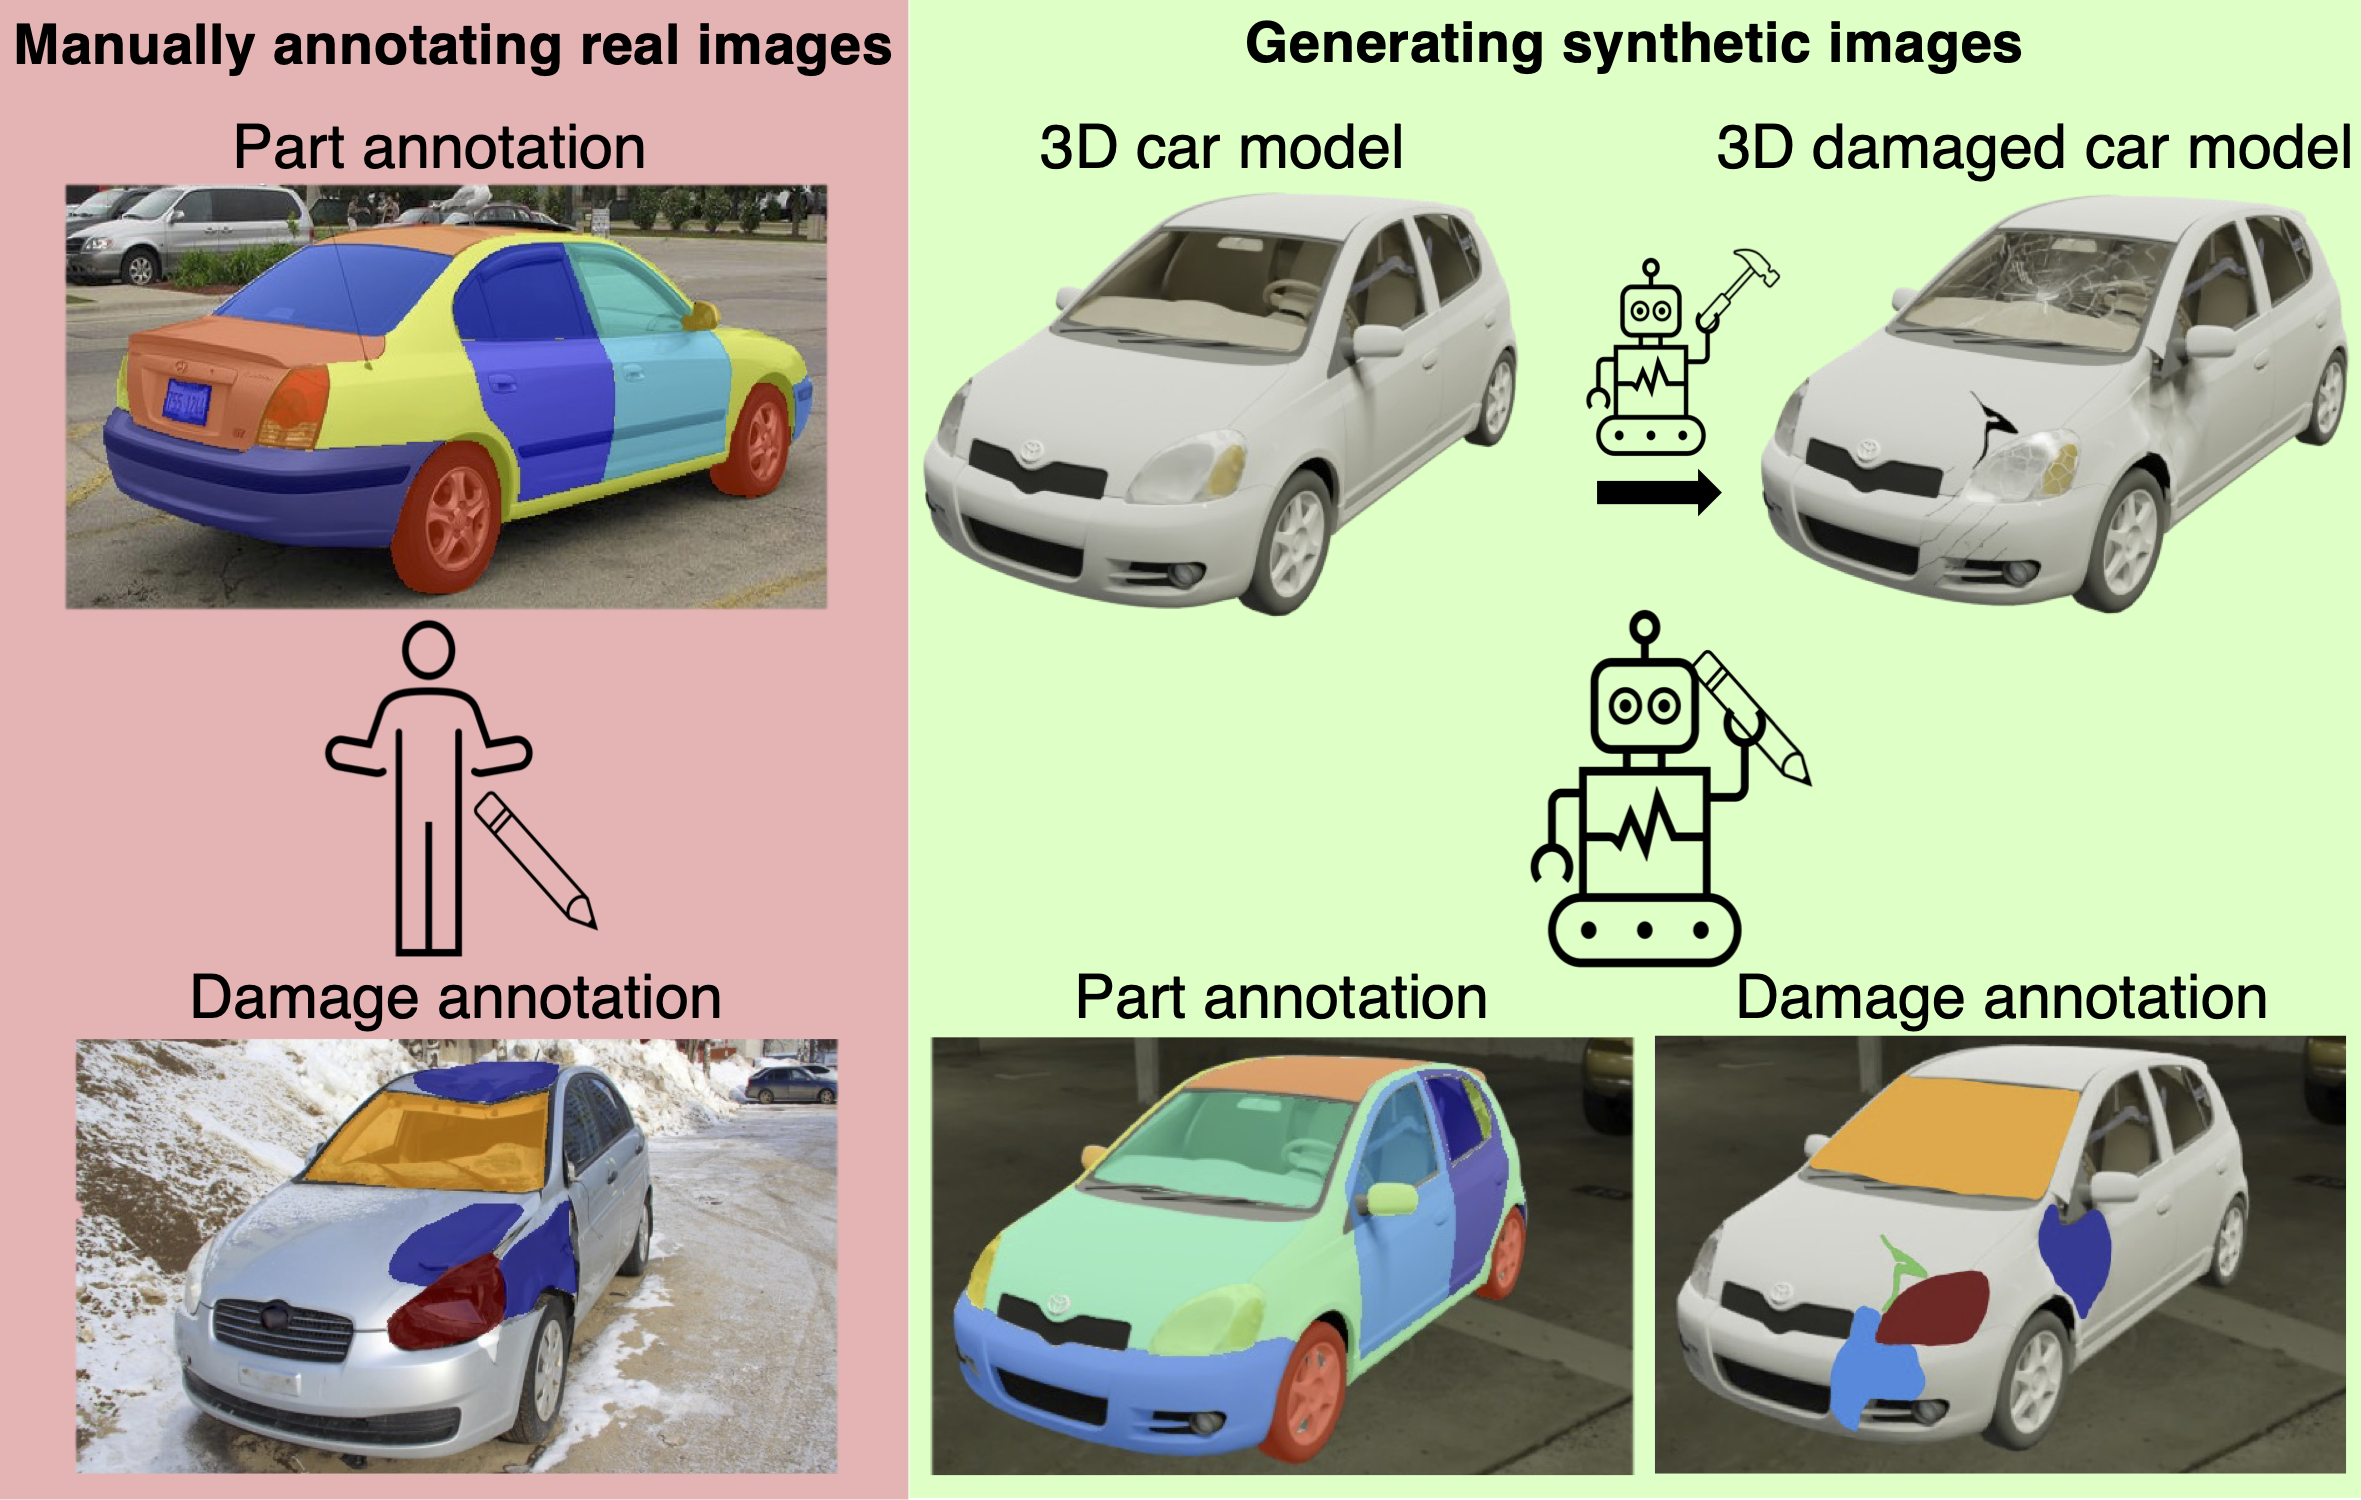 Manually annotating real images
Part annotation
Damage annotation
Generating synthetic images
3D car model
3D damaged car model
Part annotation
Damage annotation